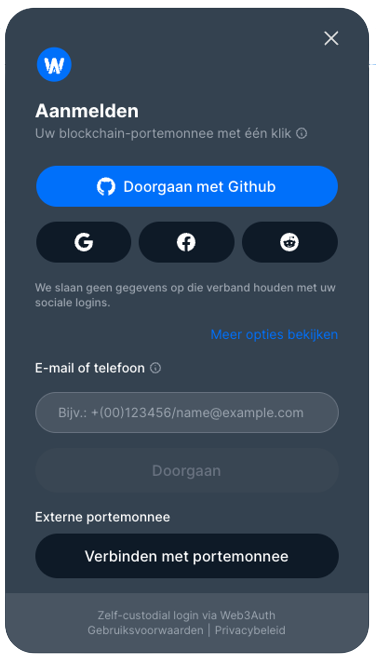 W
Aanmelden
Uw blockchain-portemonnee met één klik
Doorgaan met Github
G
We slaan geen gegevens op die verband houden met uw
sociale logins.
Meer opties bekijken
E-mail of telefoon
Bijv.: +(00)123456/name@example.com
Doorgaan
Externe portemonnee
Verbinden met portemonnee
Zelf-custodial login via Web3Auth
Gebruiksvoorwaarden | Privacybeleid